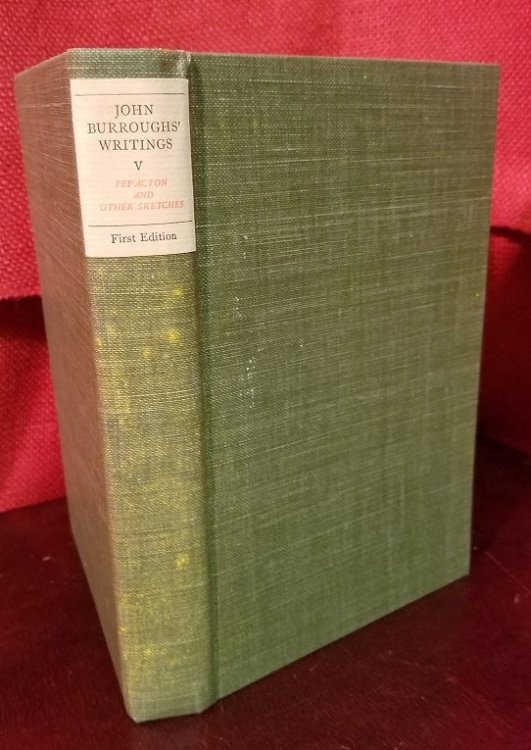 JOHN
BURROUGHS'
WRITINGS
V
PEPACTON
AND
OTHER SKETCHES
First Edition